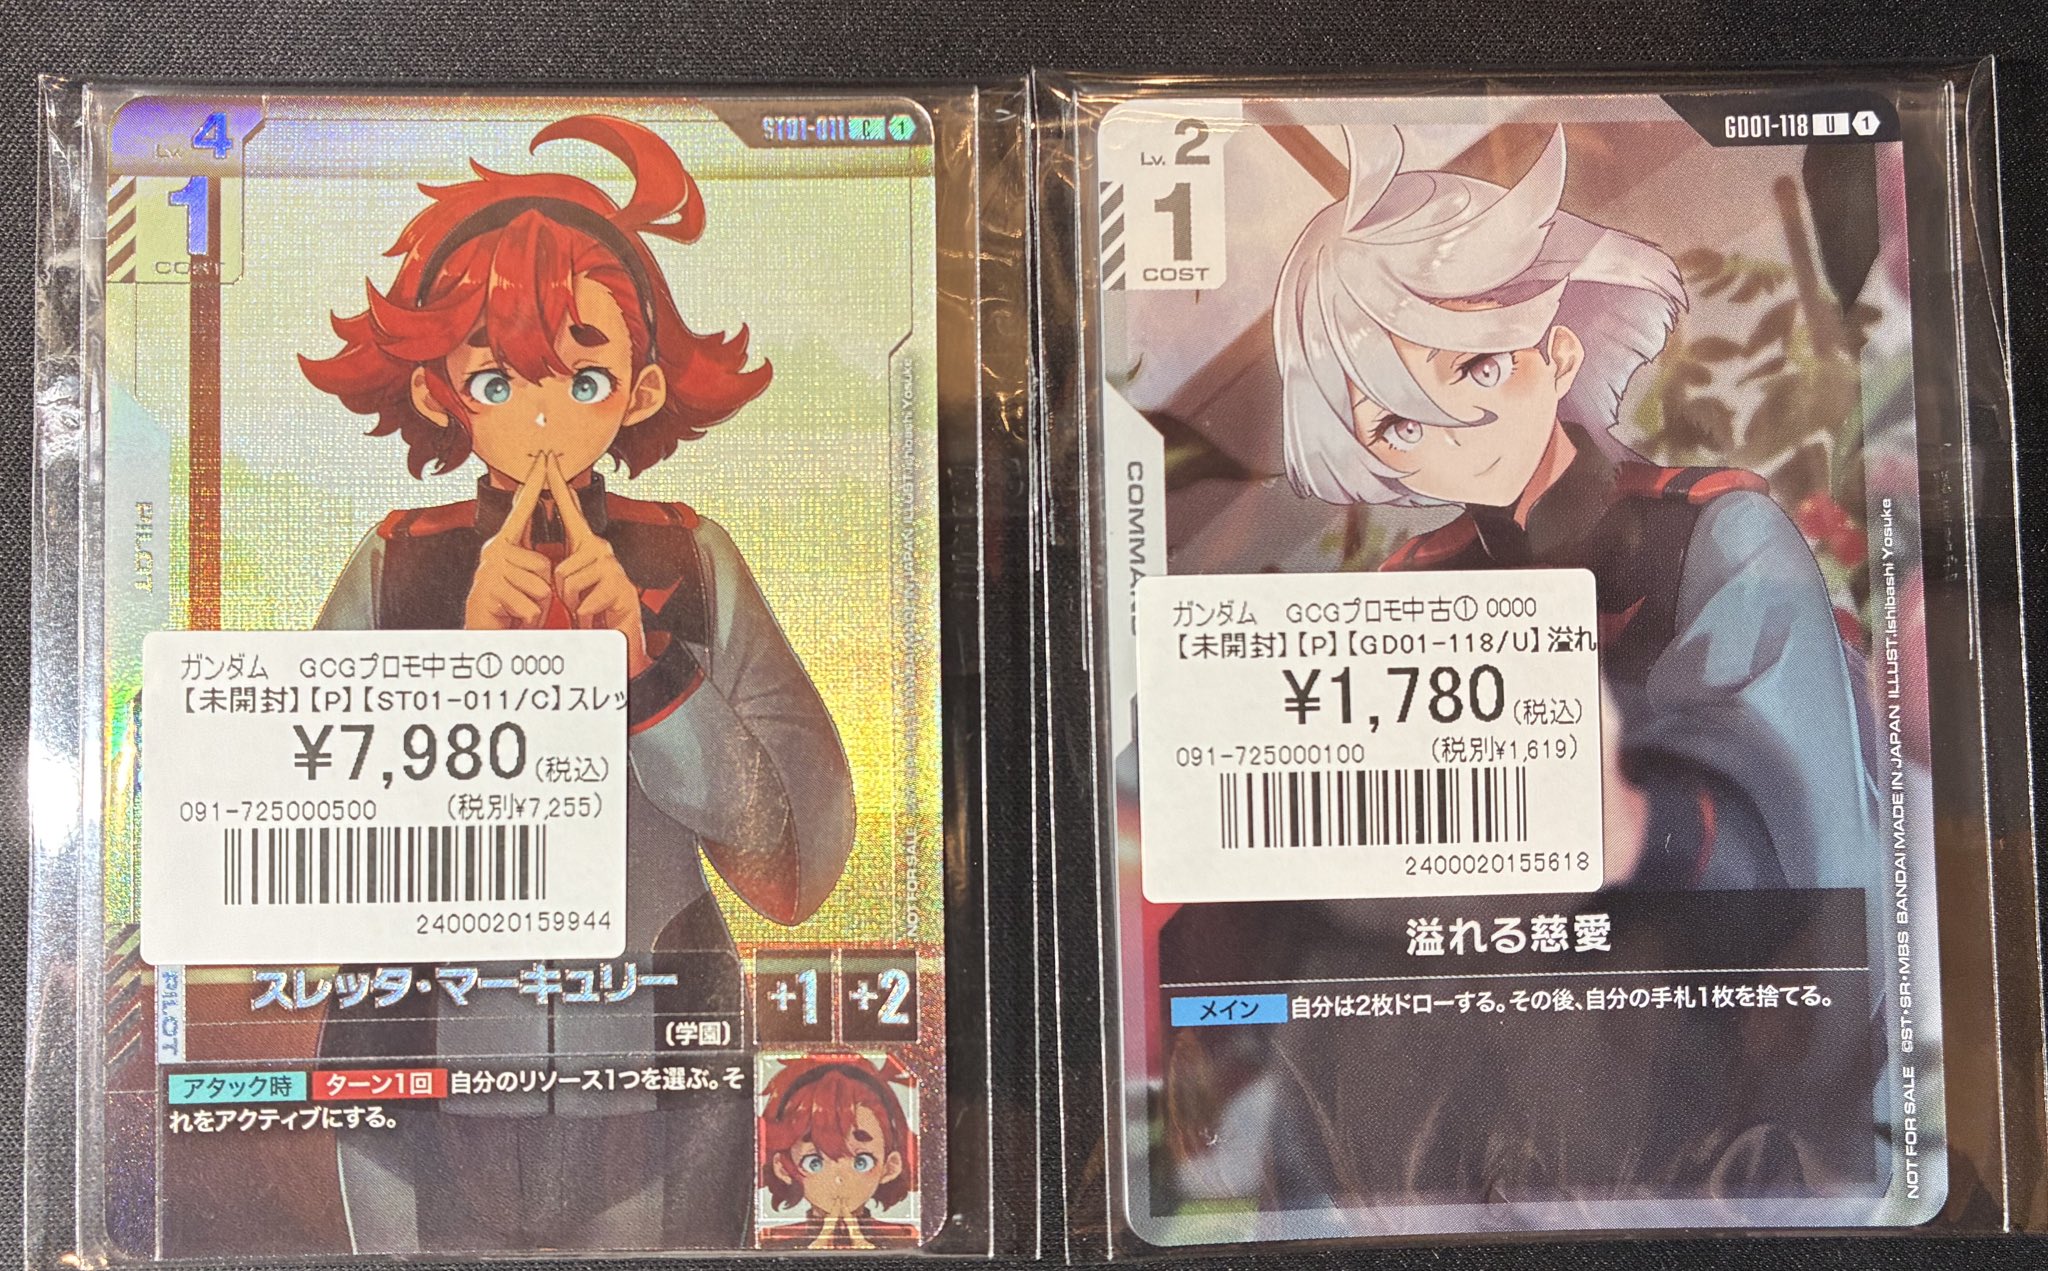 Lv. 4
1
COST
ST01-011 C 1
PILOT
ガンダム GCGプロモ中古① 0000
【未開封】【P】【ST01-011/C】スレッ
¥7,980(税込)
091-725000500 (税別¥7,255)
2400020159944
スレッタ・マーキュリー
+1 +2
(学園)
PILOT
アタック時 ターン1回 自分のリソース1つを選ぶ。そ
れをアクティブにする。
NOT FOR SALE
MADE IN JAPAN ILLUST.Ishibashi Yosuke
Lv. 2
1
COST
GD01-118 U 1
COMMAND
ガンダム GCGプロモ中古① 0000
【未開封】【P】【GD01-118/U】溢れ
¥1,780(税込)
091-725000100 (税別¥1,619)
2400020155618
溢れる慈愛
メイン 自分は2枚ドローする。その後、自分の手札1枚を捨てる。
NOT FOR SALE ©ST・SR・MBS BANDAI MADE IN JAPAN ILLUST.Ishibashi Yosuke